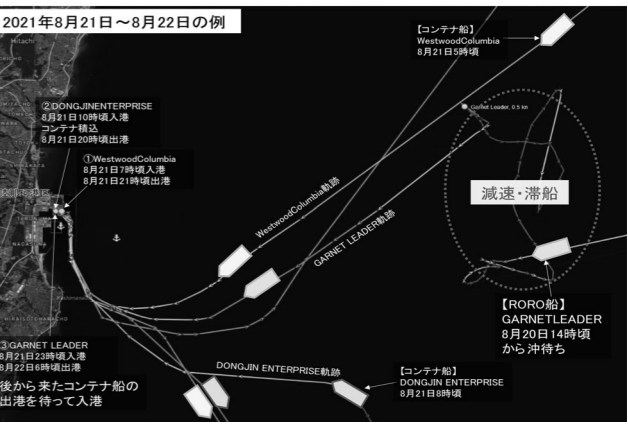 2021年8月21日～8月22日の例
Hitachi
【コンテナ船】
WestwoodColumbia
8月21日5時頃
Garnet Leader, 0.5 kn
②DONGJINENTERPRISE
8月21日10時頃入港
コンテナ積込
8月21日20時頃出港
①WestwoodColumbia
8月21日7時頃入港
8月21日21時頃出港
減速・滞船
WestwoodColumbia軌跡
GARNET LEADER軌跡
【RORO船】
GARNETLEADER
8月20日14時頃
から沖待ち
③GARNET LEADER
8月21日23時頃入港
8月22日6時頃出港
後から来たコンテナ船の
出港を待って入港
DONGJIN ENTERPRISE軌跡
【コンテナ船】
DONGJIN ENTERPRISE
8月21日8時頃